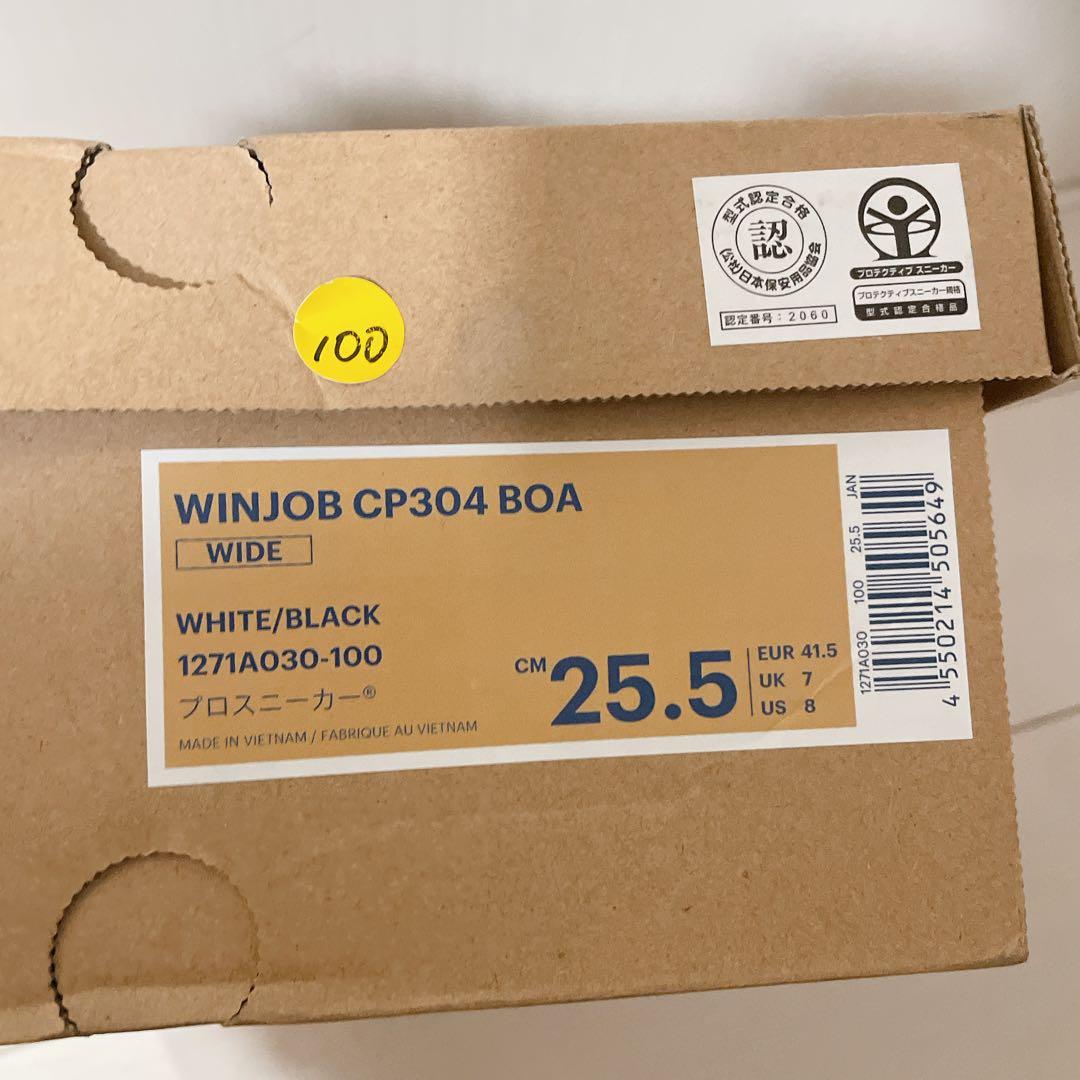 型式認定合格
認
(公社)日本保安用品協会
認定番号:2060
プロテクティブ スニーカー
プロテクティブスニーカー規格
型式認定合格品
100
WINJOB CP304 BOA
WIDE
WHITE/BLACK
1271A030-100
プロスニーカー®
MADE IN VIETNAM / FABRIQUE AU VIETNAM
CM 25.5
EUR 41.5
UK 7
US 8
1271A030 100 25.5 JAN
4550214505649